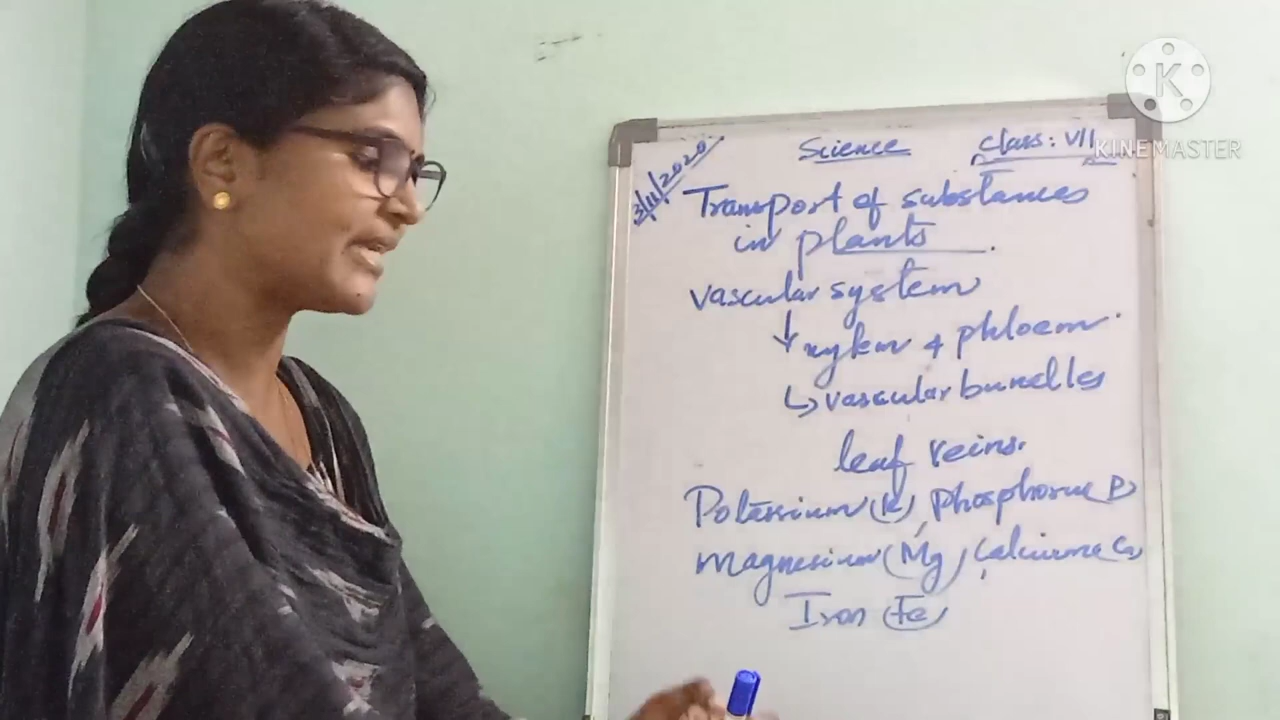 3/11/2020
Science Class: VII
Transport of substances
in plants.
Vascular system
↓ xylem & phloem
↳ vascular bundles
leaf veins.
Potassium (K), Phosphorus P
Magnesium (Mg), Calcium Ca
Iron (Fe)
K
KINEMASTER